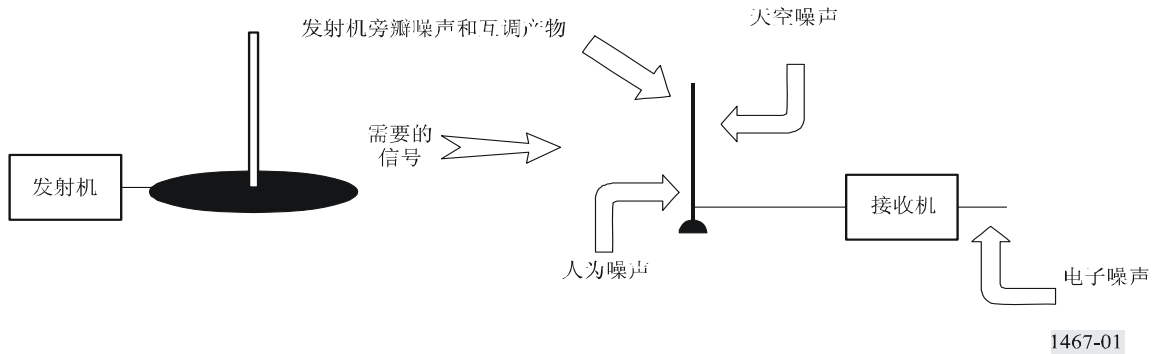 发射机旁瓣噪声和互调产物
天空噪声
需要的
信号
发射机
接收机
人为噪声
电子噪声
1467-01